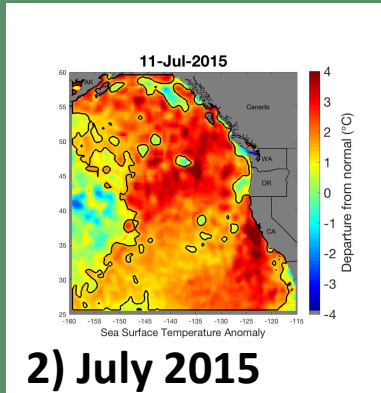 11-Jul-2015
60
55
50
45
40
35
30
25
AK
Canada
WA
OR
CA
-160 -155 -150 -145 -140 -135 -130 -125 -120 -115
Sea Surface Temperature Anomaly
4
3
2
1
0
-1
-2
-3
-4
Departure from normal (°C)
2) July 2015